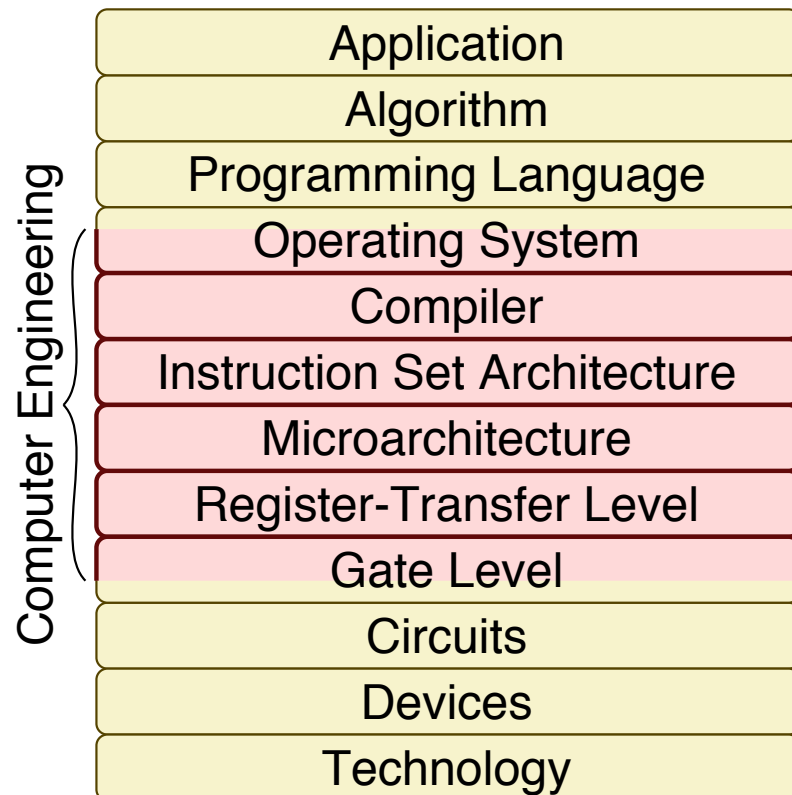 Application
Algorithm
Programming Language
Operating System
Compiler
Instruction Set Architecture
Microarchitecture
Register-Transfer Level
Gate Level
Circuits
Devices
Technology
Computer Engineering